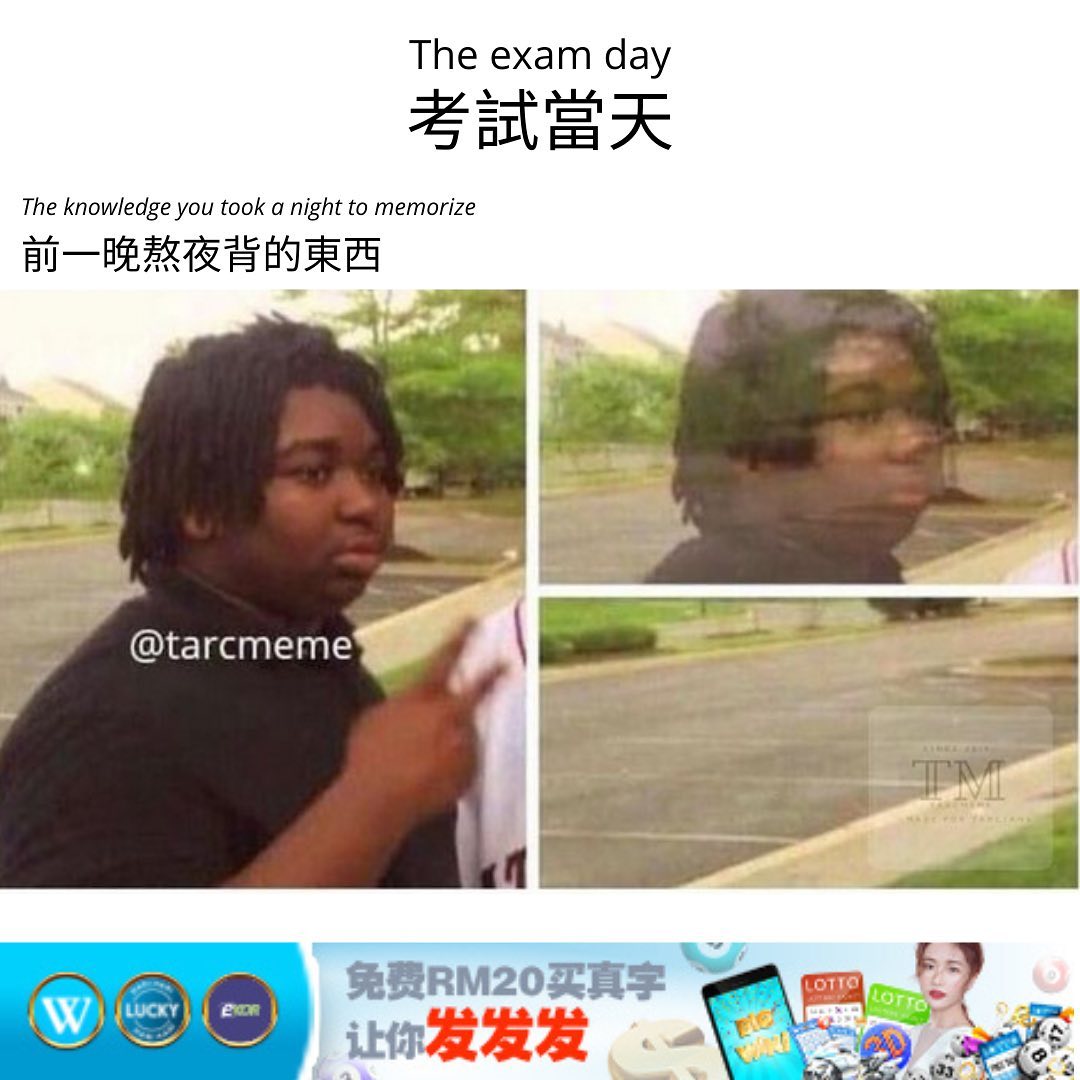 The exam day
考試當天
The knowledge you took a night to memorize
前一晚熬夜背的東西
@tarcmeme
TM
W
LUCKY
免费RM20买真字
让你发发发
LOTTO
LOTTO